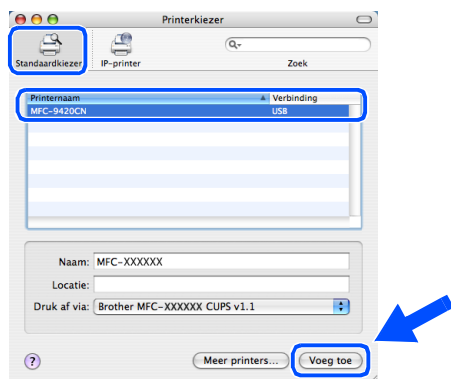 Printerkiezer
Standaardkiezer IP-printer Zoek
Printernaam Verbinding
MFC-9420CN USB
Naam: MFC-XXXXXX
Locatie:
Druk af via: Brother MFC-XXXXXX CUPS v1.1
? Meer printers... Voeg toe